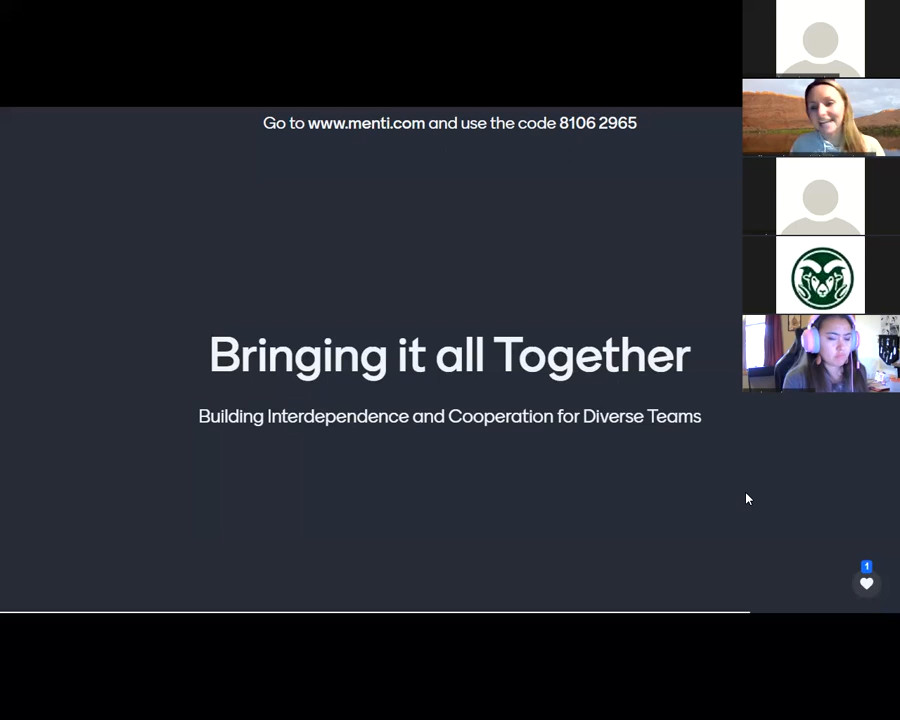 Go to www.menti.com and use the code 8106 2965
Bringing it all Together
Building Interdependence and Cooperation for Diverse Teams
1